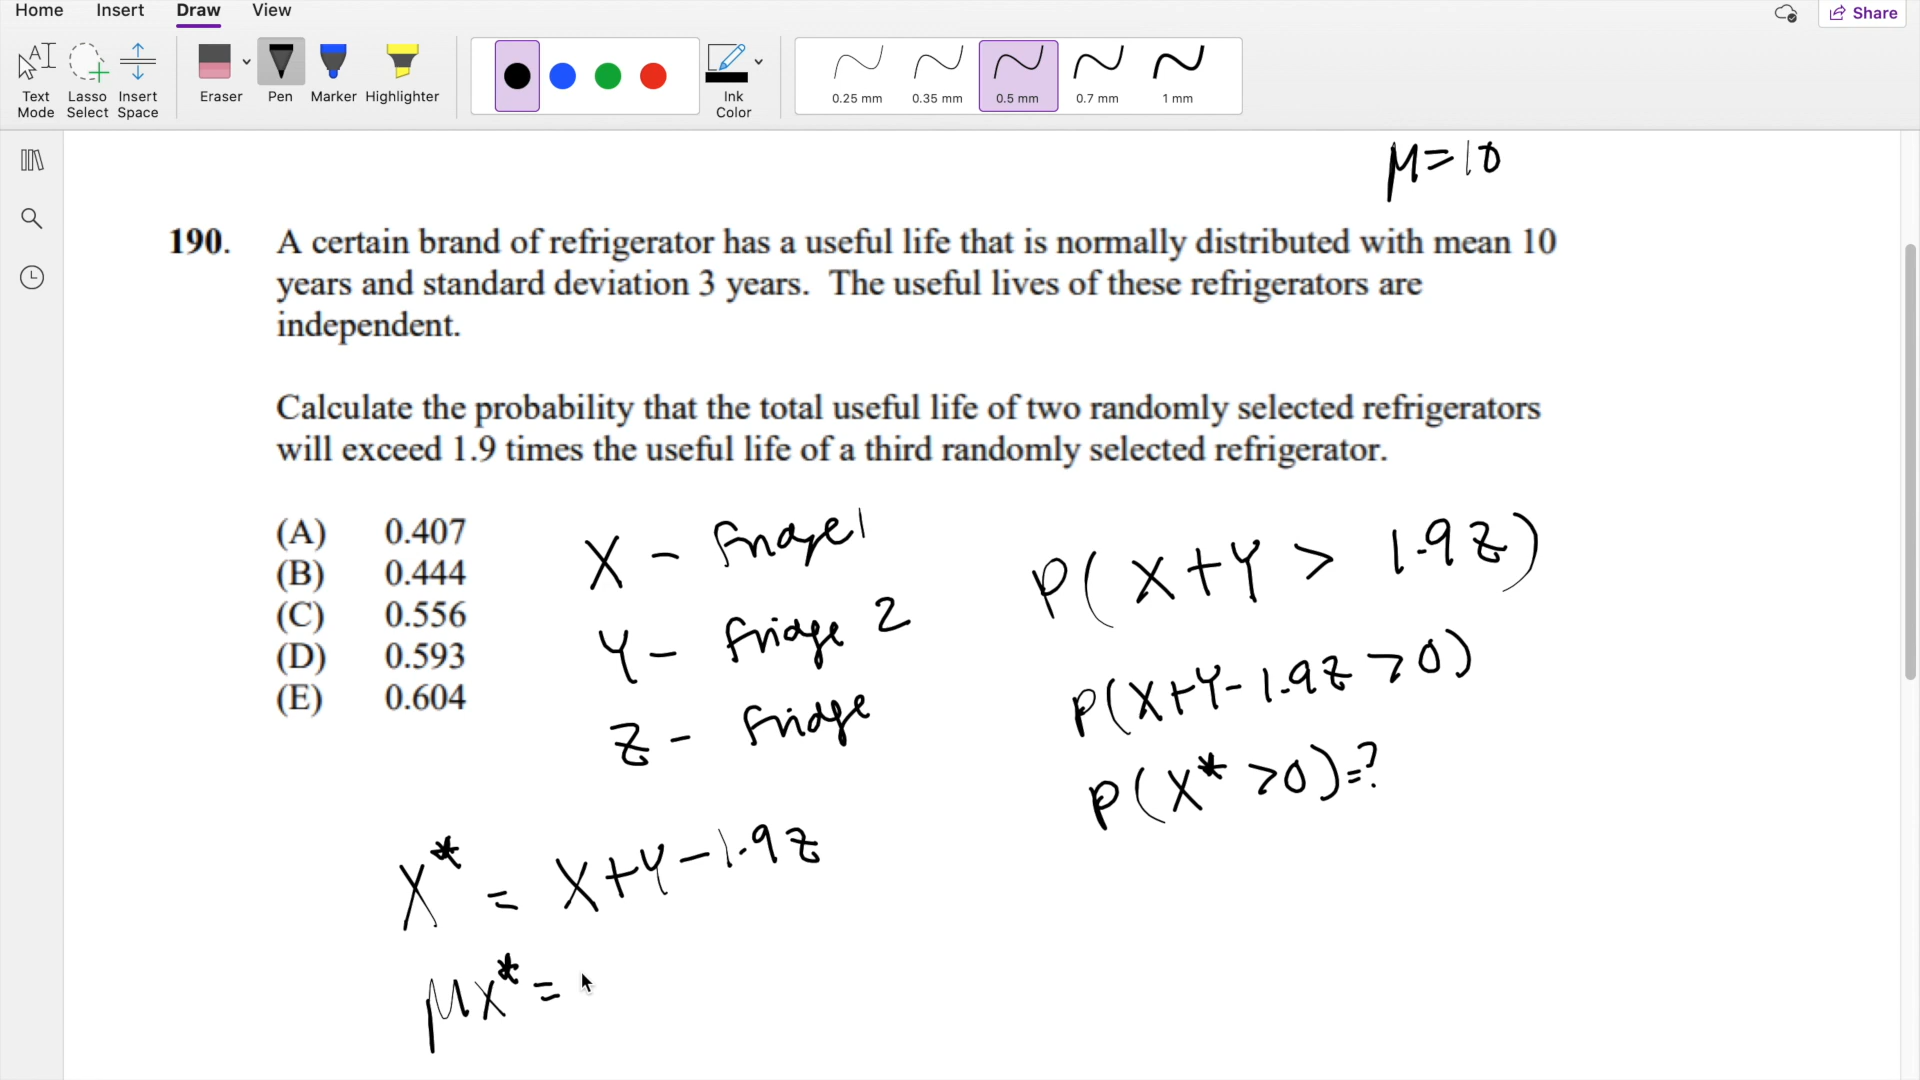 Home Insert Draw View
Share
Text Mode
Lasso Select
Insert Space
Eraser
Pen
Marker
Highlighter
Ink Color
0.25 mm
0.35 mm
0.5 mm
0.7 mm
1 mm
μ=10
190. A certain brand of refrigerator has a useful life that is normally distributed with mean 10
years and standard deviation 3 years. The useful lives of these refrigerators are
independent.
Calculate the probability that the total useful life of two randomly selected refrigerators
will exceed 1.9 times the useful life of a third randomly selected refrigerator.
(A) 0.407
(B) 0.444
(C) 0.556
(D) 0.593
(E) 0.604
X - Fridge1
Y - Fridge 2
Z - Fridge
P(X+Y > 1.9Z)
P(X+Y-1.9Z >0)
P(X* >0)=?
X* = X+Y-1.9Z
μX* =